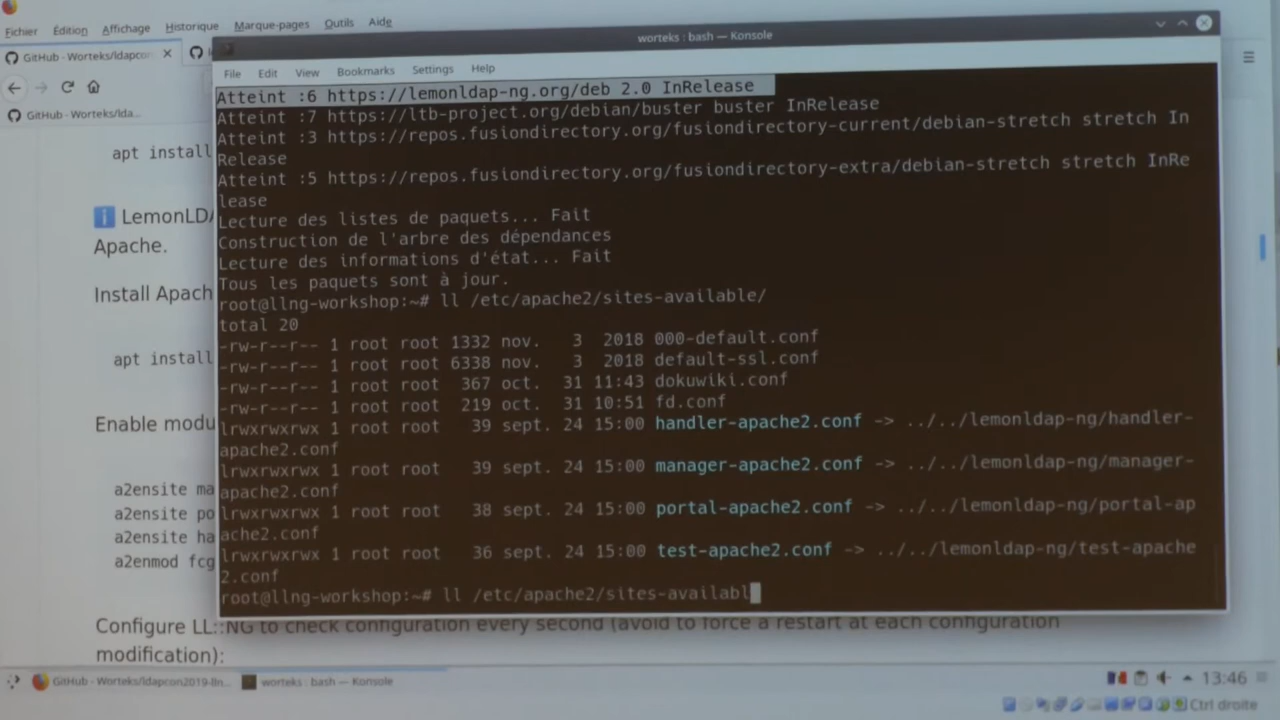 Fichier Édition Affichage Historique Marque-pages Outils Aide
worteks : bash — Konsole
GitHub - Worteks/ldapcon
File Edit View Bookmarks Settings Help
GitHub - Worteks/lda...
apt install
LemonLDA
Apache.
Install Apach
apt install
Enable modu
a2ensite ma
a2ensite po
a2ensite ha
a2enmod fcg
Atteint :6 https://lemonldap-ng.org/deb 2.0 InRelease
Atteint :7 https://ltb-project.org/debian/buster buster InRelease
Atteint :3 https://repos.fusiondirectory.org/fusiondirectory-current/debian-stretch stretch In
Release
Atteint :5 https://repos.fusiondirectory.org/fusiondirectory-extra/debian-stretch stretch InRe
lease
Lecture des listes de paquets... Fait
Construction de l'arbre des dépendances
Lecture des informations d'état... Fait
Tous les paquets sont à jour.
root@llng-workshop:~# ll /etc/apache2/sites-available/
total 20
-rw-r--r-- 1 root root 1332 nov. 3 2018 000-default.conf
-rw-r--r-- 1 root root 6338 nov. 3 2018 default-ssl.conf
-rw-r--r-- 1 root root 367 oct. 31 11:43 dokuwiki.conf
-rw-r--r-- 1 root root 219 oct. 31 10:51 fd.conf
lrwxrwxrwx 1 root root 39 sept. 24 15:00 handler-apache2.conf -> ../../lemonldap-ng/handler-
apache2.conf
lrwxrwxrwx 1 root root 39 sept. 24 15:00 manager-apache2.conf -> ../../lemonldap-ng/manager-
apache2.conf
lrwxrwxrwx 1 root root 38 sept. 24 15:00 portal-apache2.conf -> ../../lemonldap-ng/portal-ap
ache2.conf
lrwxrwxrwx 1 root root 36 sept. 24 15:00 test-apache2.conf -> ../../lemonldap-ng/test-apache
2.conf
root@llng-workshop:~# ll /etc/apache2/sites-availabl
Configure LL::NG to check configuration every second (avoid to force a restart at each configuration
modification):
GitHub - Worteks/ldapcon2019-lln... worteks : bash — Konsole 13:46
Ctrl droite